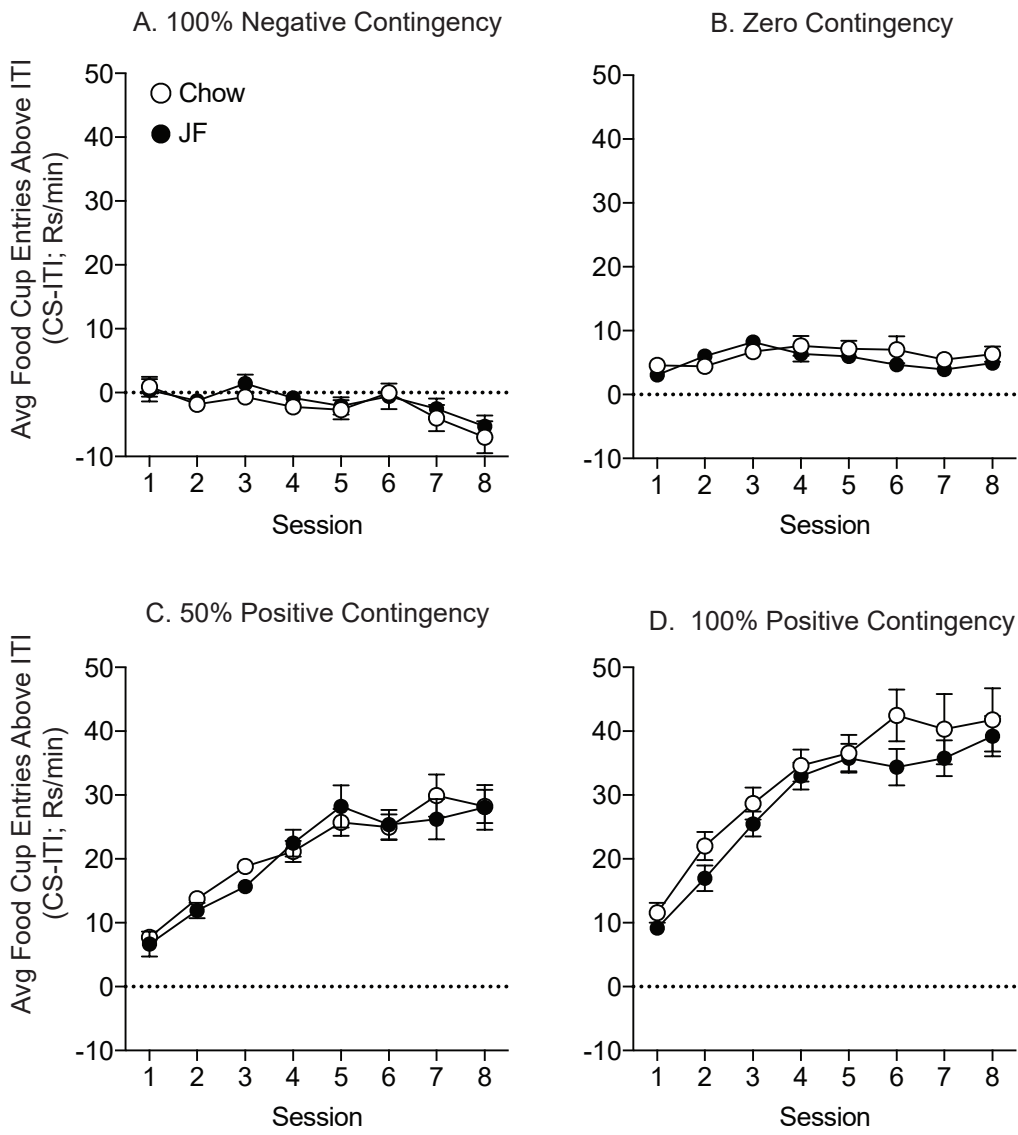 A. 100% Negative Contingency
Avg Food Cup Entries Above ITI
(CS-ITI; Rs/min)
50
40
30
20
10
0
-10
Chow
JF
1 2 3 4 5 6 7 8
Session
B. Zero Contingency
50
40
30
20
10
0
-10
1 2 3 4 5 6 7 8
Session
C. 50% Positive Contingency
Avg Food Cup Entries Above ITI
(CS-ITI; Rs/min)
50
40
30
20
10
0
-10
1 2 3 4 5 6 7 8
Session
D. 100% Positive Contingency
50
40
30
20
10
0
-10
1 2 3 4 5 6 7 8
Session